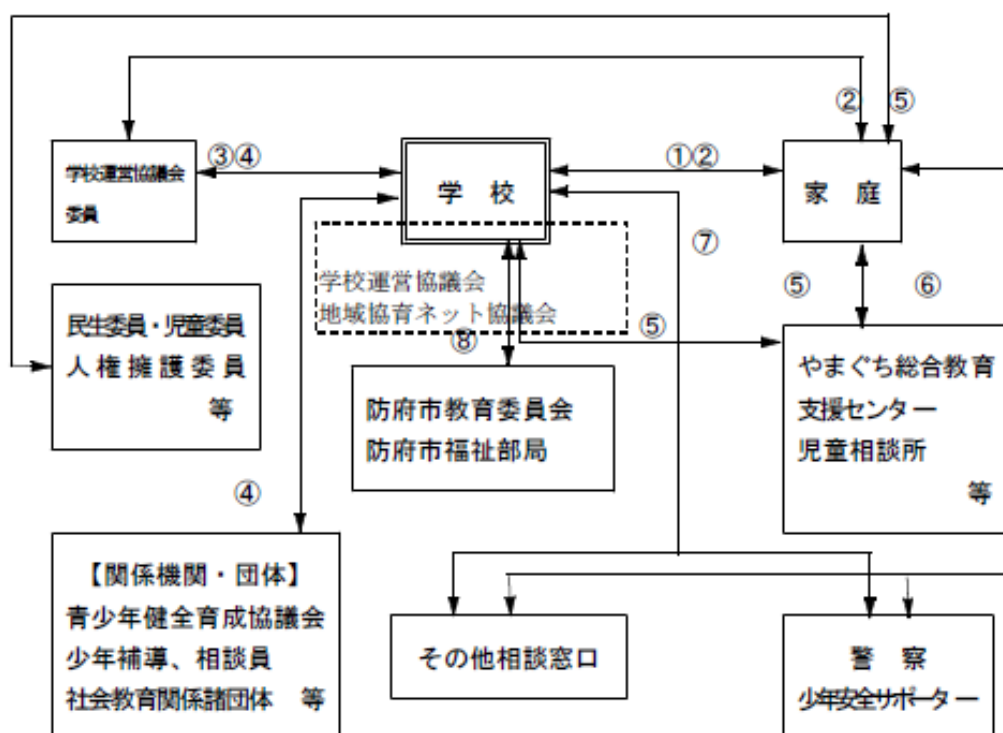 ② ⑤
学校運営協議会
委員
③④
学 校
①②
家 庭
⑦
学校運営協議会
地域協育ネット協議会
⑤ ⑥
民生委員・児童委員
人権擁護委員
等
⑧
⑤
防府市教育委員会
防府市福祉部局
やまぐち総合教育
支援センター
児童相談所
等
④
【関係機関・団体】
青少年健全育成協議会
少年補導、相談員
社会教育関係諸団体 等
その他相談窓口
警 察
少年安全サポーター